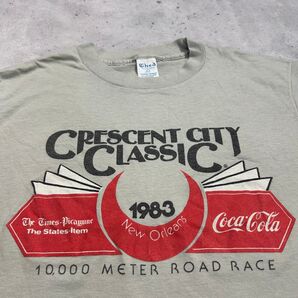 CRESCENT CITY
CLASSIC®
The Times-Picayune
The States-Item
1983
New Orleans
Coca-Cola
10,000 METER ROAD RACE